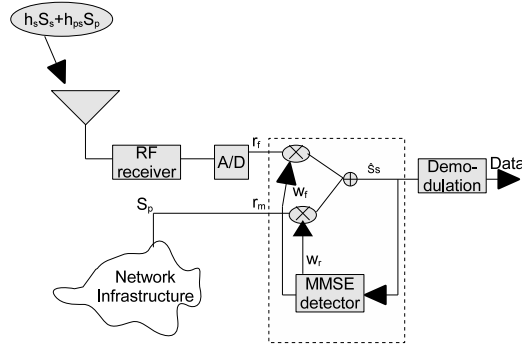 hsSs+hpsSp
RF
receiver
A/D
rf
wf
Ŝs
Demo-
dulation
Data
Sp
rm
wr
Network
Infrastructure
MMSE
detector